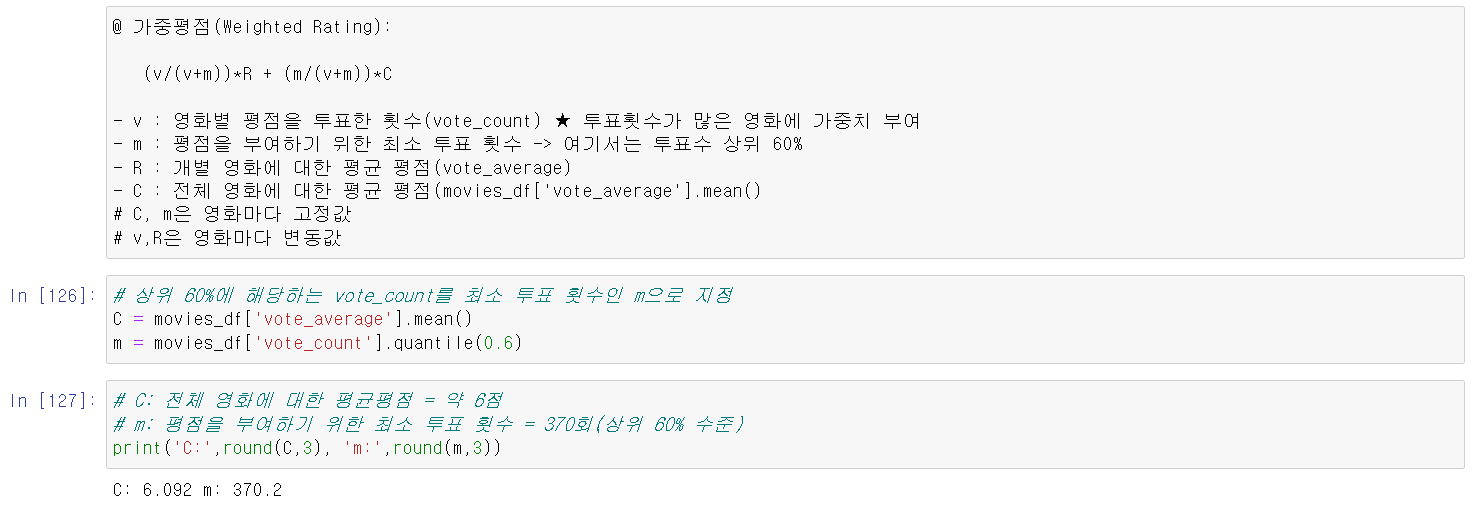 @ 가중평점(Weighted Rating):
(v/(v+m))*R + (m/(v+m))*C
- v : 영화별 평점을 투표한 횟수(vote_count) ★ 투표횟수가 많은 영화에 가중치 부여
- m : 평점을 부여하기 위한 최소 투표 횟수 -> 여기서는 투표수 상위 60%
- R : 개별 영화에 대한 평균 평점(vote_average)
- C : 전체 영화에 대한 평균 평점(movies_df['vote_average'].mean()
# C, m은 영화마다 고정값
# v,R은 영화마다 변동값
In [126]: # 상위 60%에 해당하는 vote_count를 최소 투표 횟수인 m으로 지정
C = movies_df['vote_average'].mean()
m = movies_df['vote_count'].quantile(0.6)
In [127]: # C: 전체 영화에 대한 평균평점 = 약 6점
# m: 평점을 부여하기 위한 최소 투표 횟수 = 370회(상위 60% 수준)
print('C:',round(C,3), 'm:',round(m,3))
C: 6.092 m: 370.2